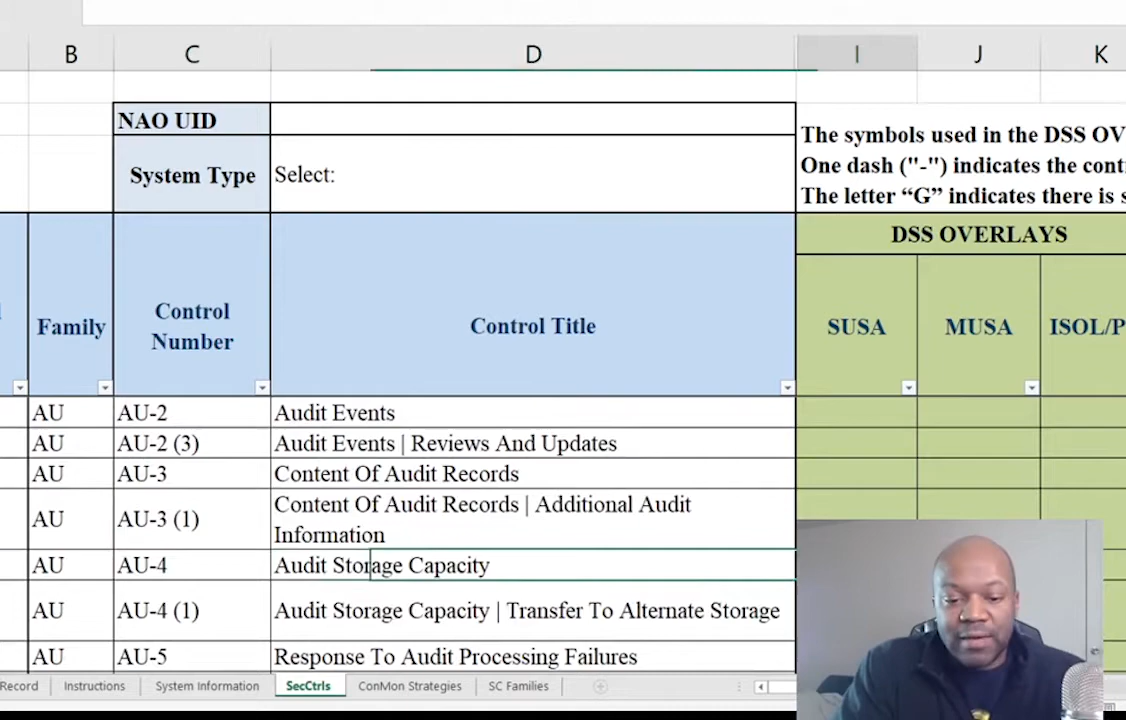 B C D I J K
NAO UID
System Type Select:
The symbols used in the DSS OV
One dash ("-") indicates the cont
The letter “G” indicates there is s
DSS OVERLAYS
Family Control Number Control Title SUSA MUSA ISOL/P
AU AU-2 Audit Events
AU AU-2 (3) Audit Events | Reviews And Updates
AU AU-3 Content Of Audit Records
AU AU-3 (1) Content Of Audit Records | Additional Audit
Information
AU AU-4 Audit Storage Capacity
AU AU-4 (1) Audit Storage Capacity | Transfer To Alternate Storage
AU AU-5 Response To Audit Processing Failures
Record Instructions System Information SecCtrls ConMon Strategies SC Families